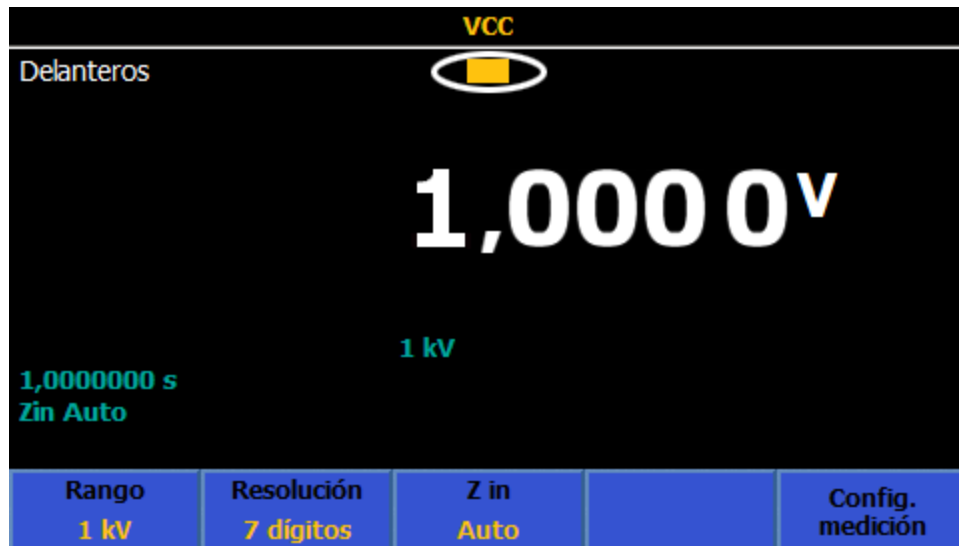 VCC
Delanteros
1,000 0 V
1 kV
1,0000000 s
Zin Auto
Rango Resolución Z in Config.
1 kV 7 dígitos Auto medición